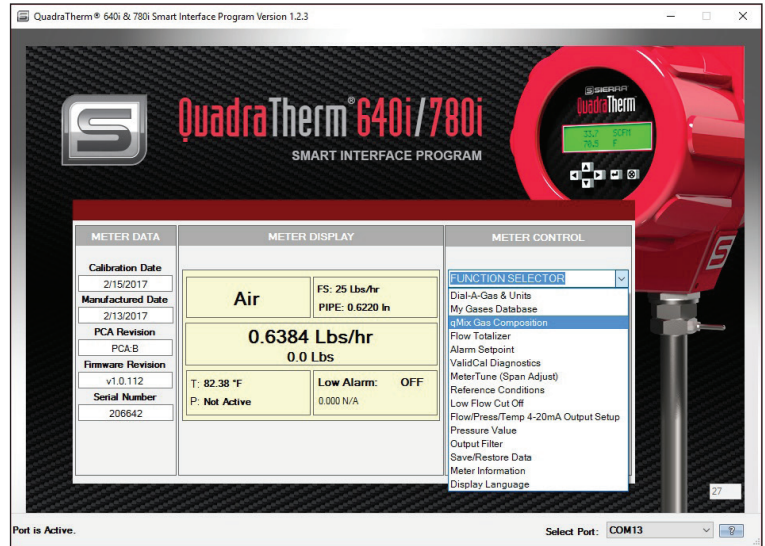 QuadraTherm® 640i & 780i Smart Interface Program Version 1.2.3
QuadraTherm® 640i/780i
SMART INTERFACE PROGRAM
SIERRA
QuadraTherm
33.7 SCFM
70.5 F
METER DATA
Calibration Date
2/15/2017
Manufactured Date
2/13/2017
PCA Revision
PCA:B
Firmware Revision
v1.0.112
Serial Number
206642
METER DISPLAY
Air
FS: 25 Lbs/hr
PIPE: 0.6220 In
0.6384 Lbs/hr
0.0 Lbs
T: 82.38 °F
P: Not Active
Low Alarm: OFF
0.000 N/A
METER CONTROL
FUNCTION SELECTOR
Dial-A-Gas & Units
My Gases Database
qMix Gas Composition
Flow Totalizer
Alarm Setpoint
ValidCal Diagnostics
MeterTune (Span Adjust)
Reference Conditions
Low Flow Cut Off
Flow/Press/Temp 4-20mA Output Setup
Pressure Value
Output Filter
Save/Restore Data
Meter Information
Display Language
27
Port is Active.
Select Port: COM13